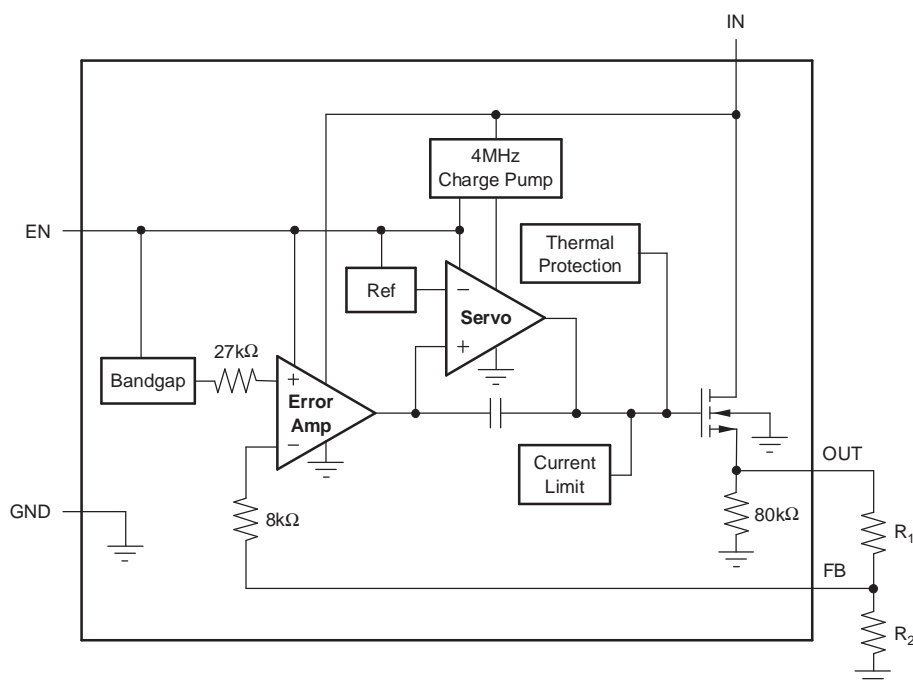 IN
4MHz
Charge Pump
EN
Thermal
Protection
Ref
−
Servo
+
27kΩ
Bandgap
+
Error
Amp
−
Current
Limit
OUT
GND
8kΩ
80kΩ
R1
FB
R2